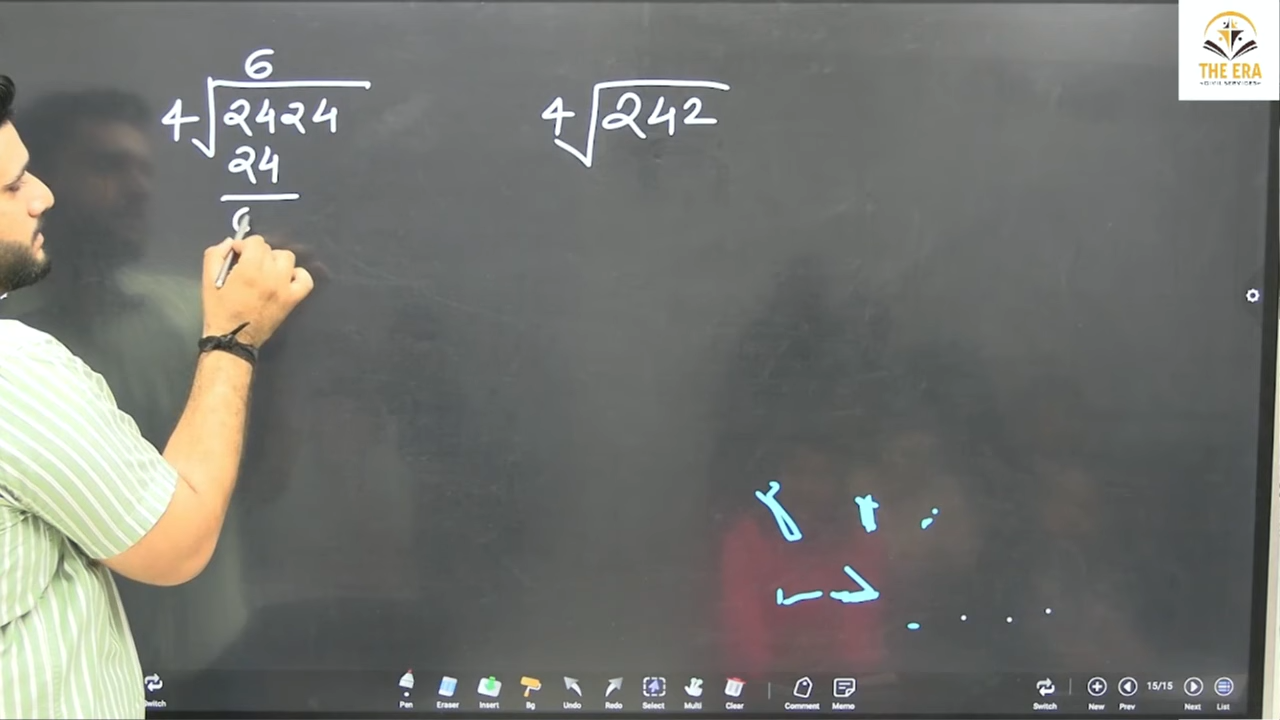 6
4 2424
24
0
4 242
THE ERA
Pen Eraser Insert Bg Undo Redo Select Multi Clear Comment Memo
Switch New Prev 15/15 Next List